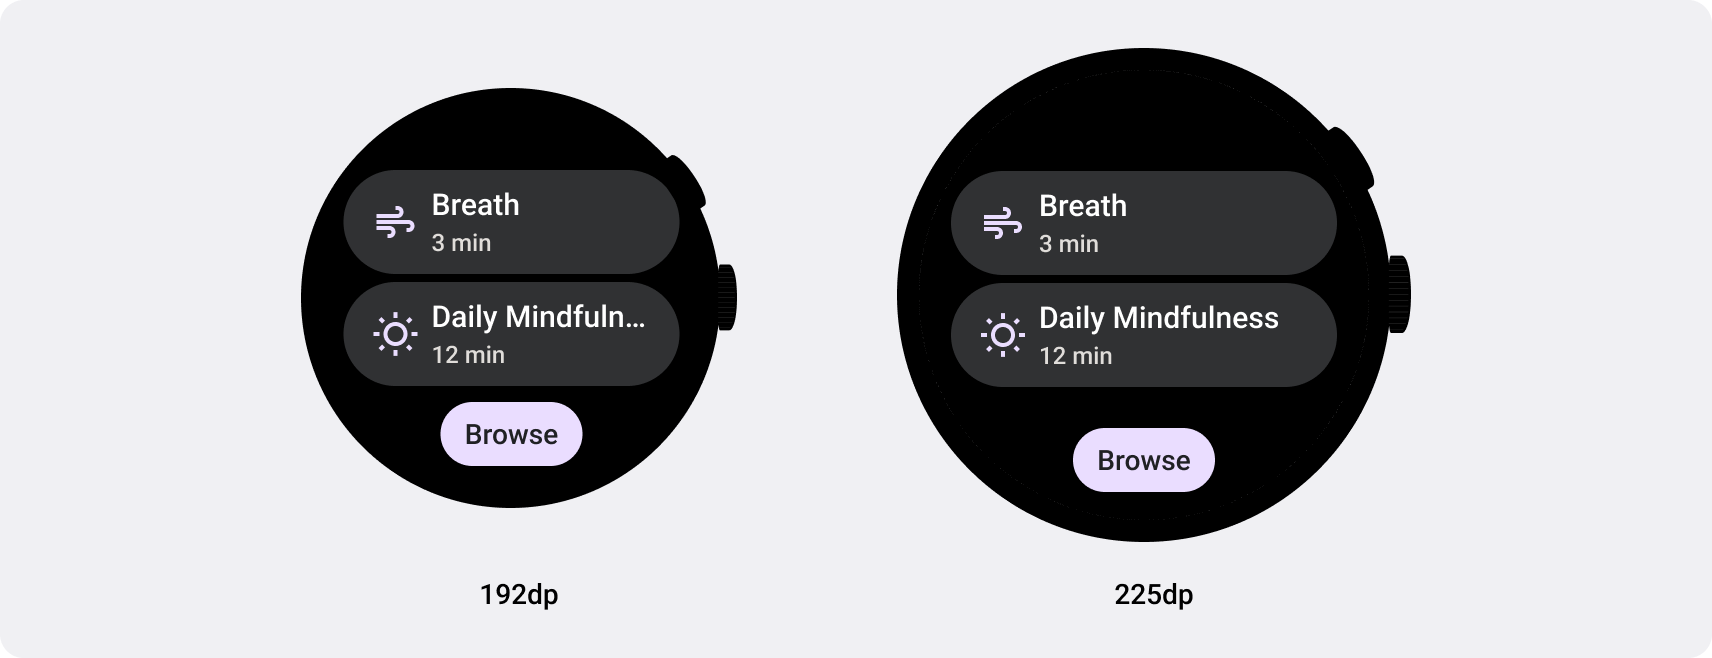 Breath
3 min
Daily Mindfuln...
12 min
Browse
192dp
Breath
3 min
Daily Mindfulness
12 min
Browse
225dp